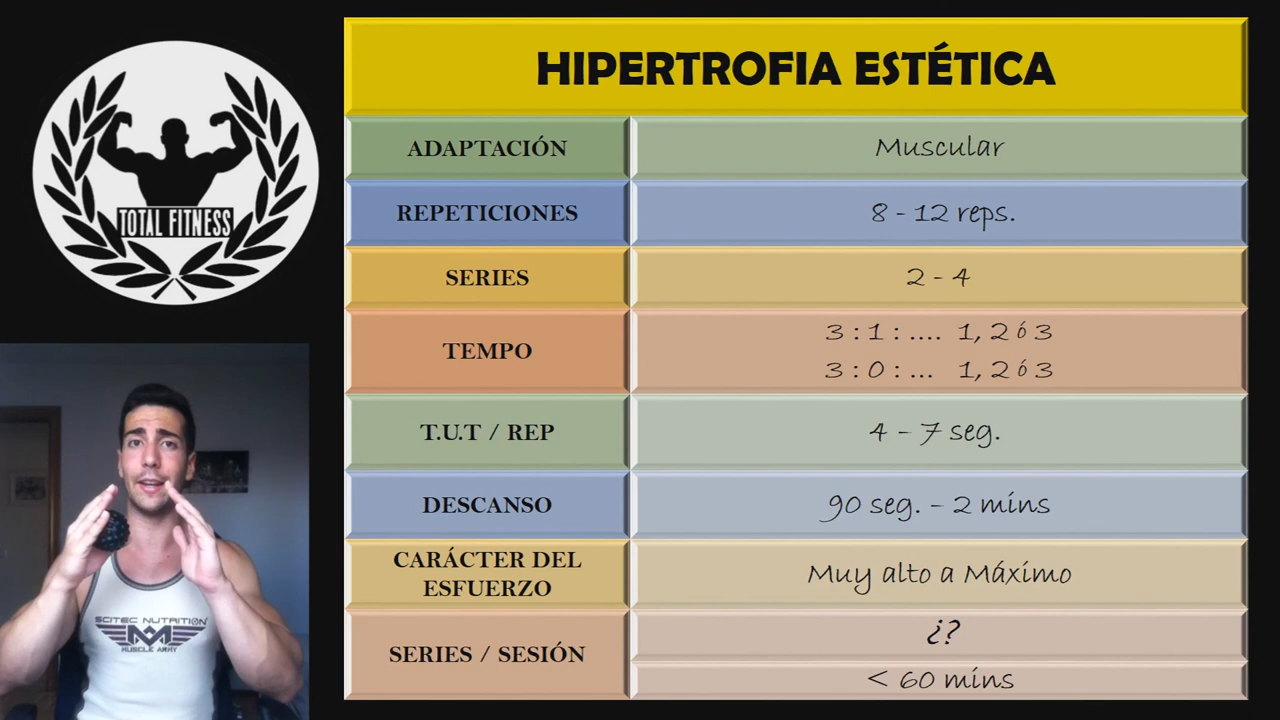 TOTAL FITNESS
HIPERTROFIA ESTÉTICA
ADAPTACIÓN Muscular
REPETICIONES 8 - 12 reps.
SERIES 2 - 4
TEMPO
3 : 1 : .... 1, 2 ó 3
3 : 0 : ... 1, 2 ó 3
T.U.T / REP 4 - 7 seg.
DESCANSO 90 seg. - 2 mins
CARÁCTER DEL
ESFUERZO
Muy alto a Máximo
SERIES / SESIÓN
¿?
< 60 mins
SCITEC NUTRITION
MUSCLE ARMY